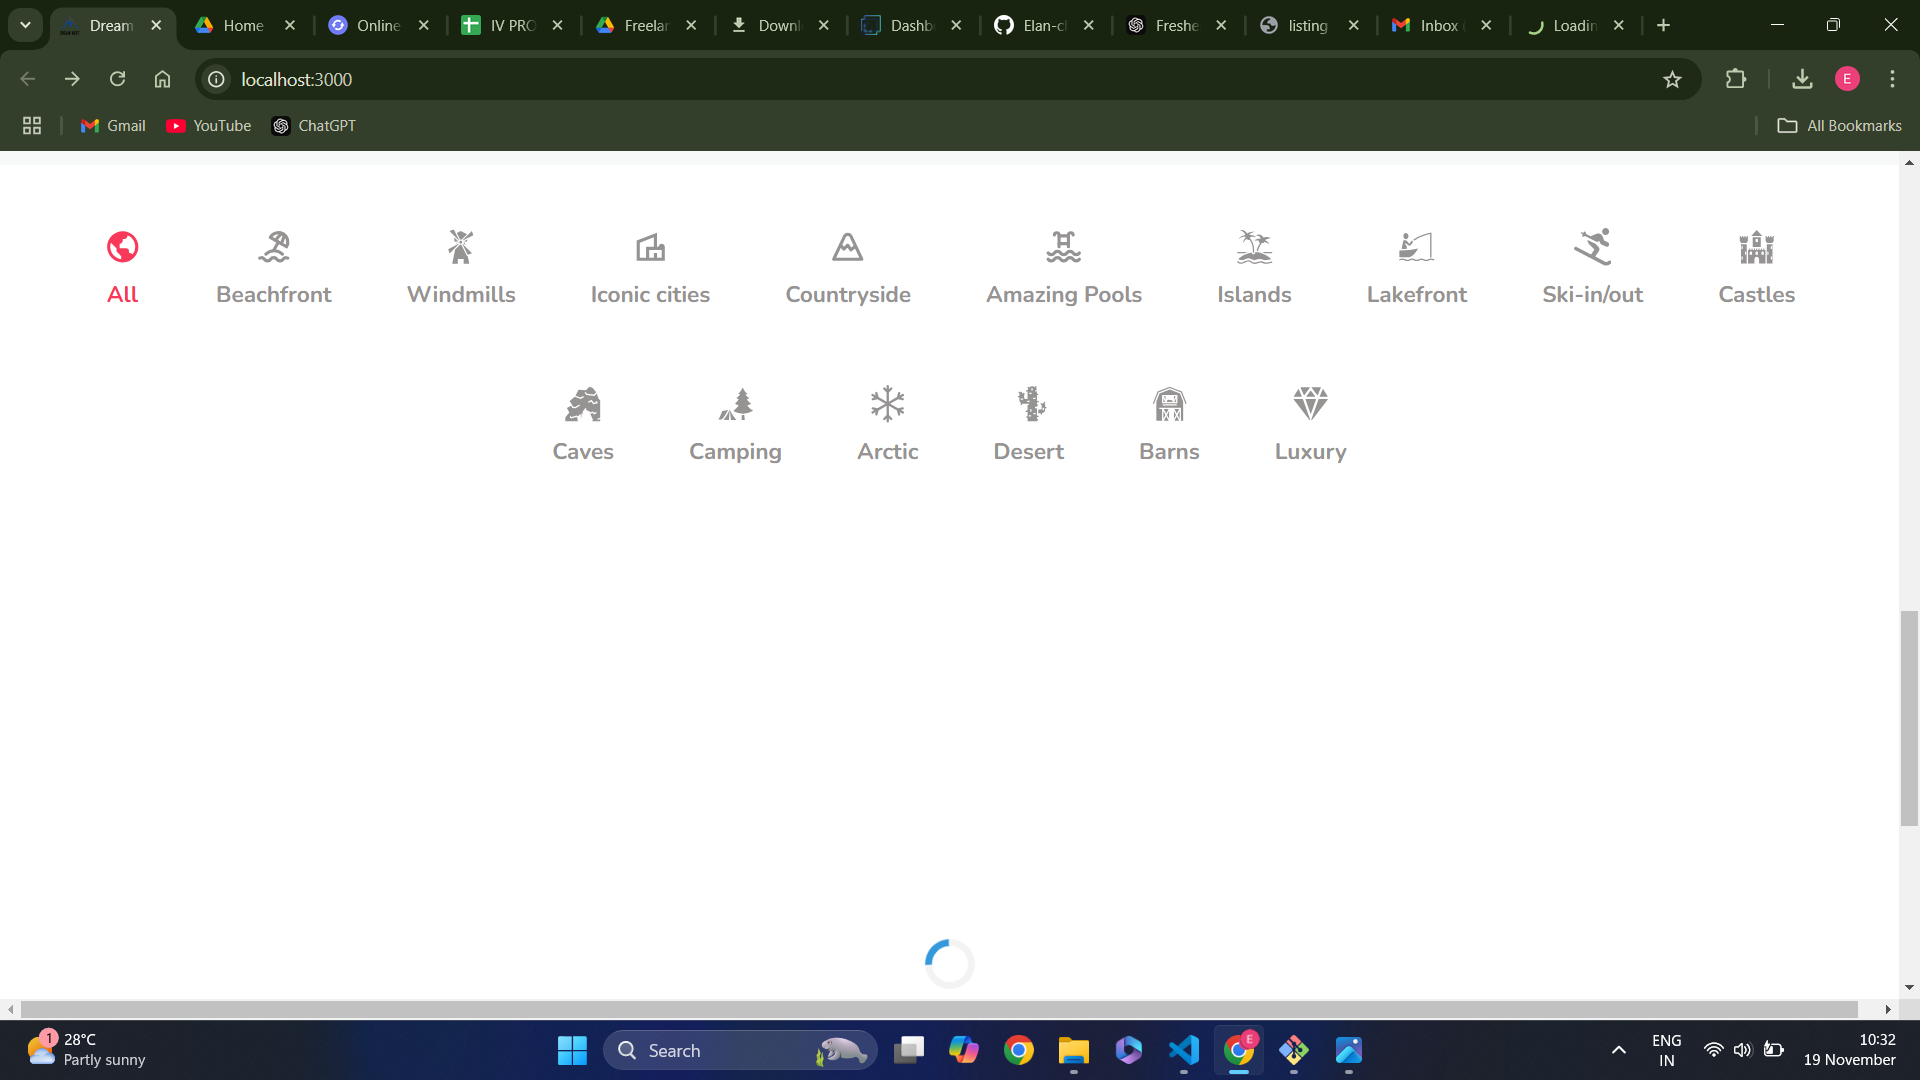 Dream
Home
Online
IV PRO
Freelar
Downl
Dashb
Elan-cl
Freshe
listing
Inbox
Loadin
localhost:3000
E
Gmail
YouTube
ChatGPT
All Bookmarks
All
Beachfront
Windmills
Iconic cities
Countryside
Amazing Pools
Islands
Lakefront
Ski-in/out
Castles
Caves
Camping
Arctic
Desert
Barns
Luxury
1
28°C
Partly sunny
Search
E
ENG
IN
10:32
19 November